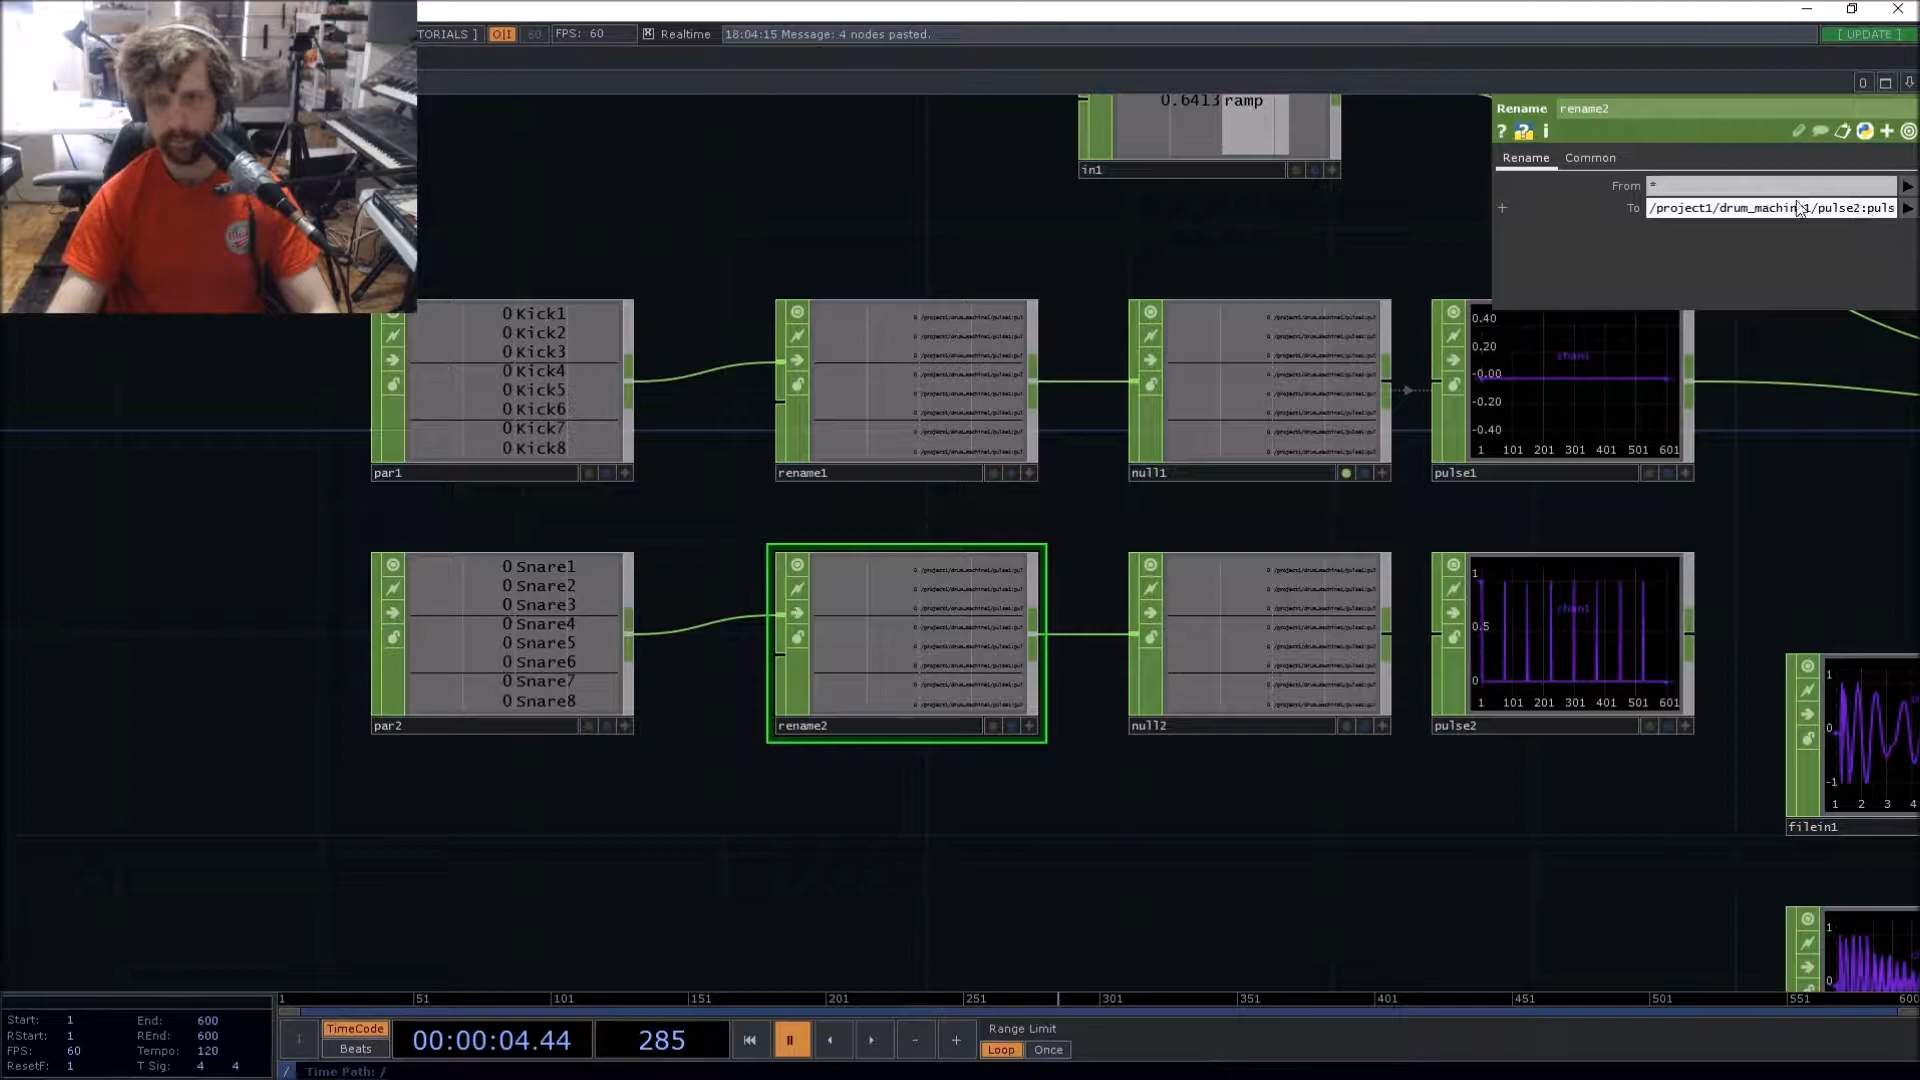 TORIALS ] O|I 60 FPS: 60 Realtime 18:04:15 Message: 4 nodes pasted. [ UPDATE ]
0
0.6413 ramp
in1
Rename rename2
? i
Rename Common
From *
To /project1/drum_machine1/pulse2:puls
0 Kick1
0 Kick2
0 Kick3
0 Kick4
0 Kick5
0 Kick6
0 Kick7
0 Kick8
par1
rename1
null1
0.40
0.20
-0.00
-0.20
-0.40
chan1
1 101 201 301 401 501 601
pulse1
0 Snare1
0 Snare2
0 Snare3
0 Snare4
0 Snare5
0 Snare6
0 Snare7
0 Snare8
par2
rename2
null2
1
0.5
0
chan1
1 101 201 301 401 501 601
pulse2
1
0
-1
1 2 3 4
filein1
1
0
1 51 101 151 201 251 301 351 401 451 501 551 600
Start: 1 End: 600
RStart: 1 REnd: 600
FPS: 60 Tempo: 120
ResetF: 1 T Sig: 4 4
TimeCode
Beats
00:00:04.44
285
Range Limit
Loop Once
/ Time Path: /